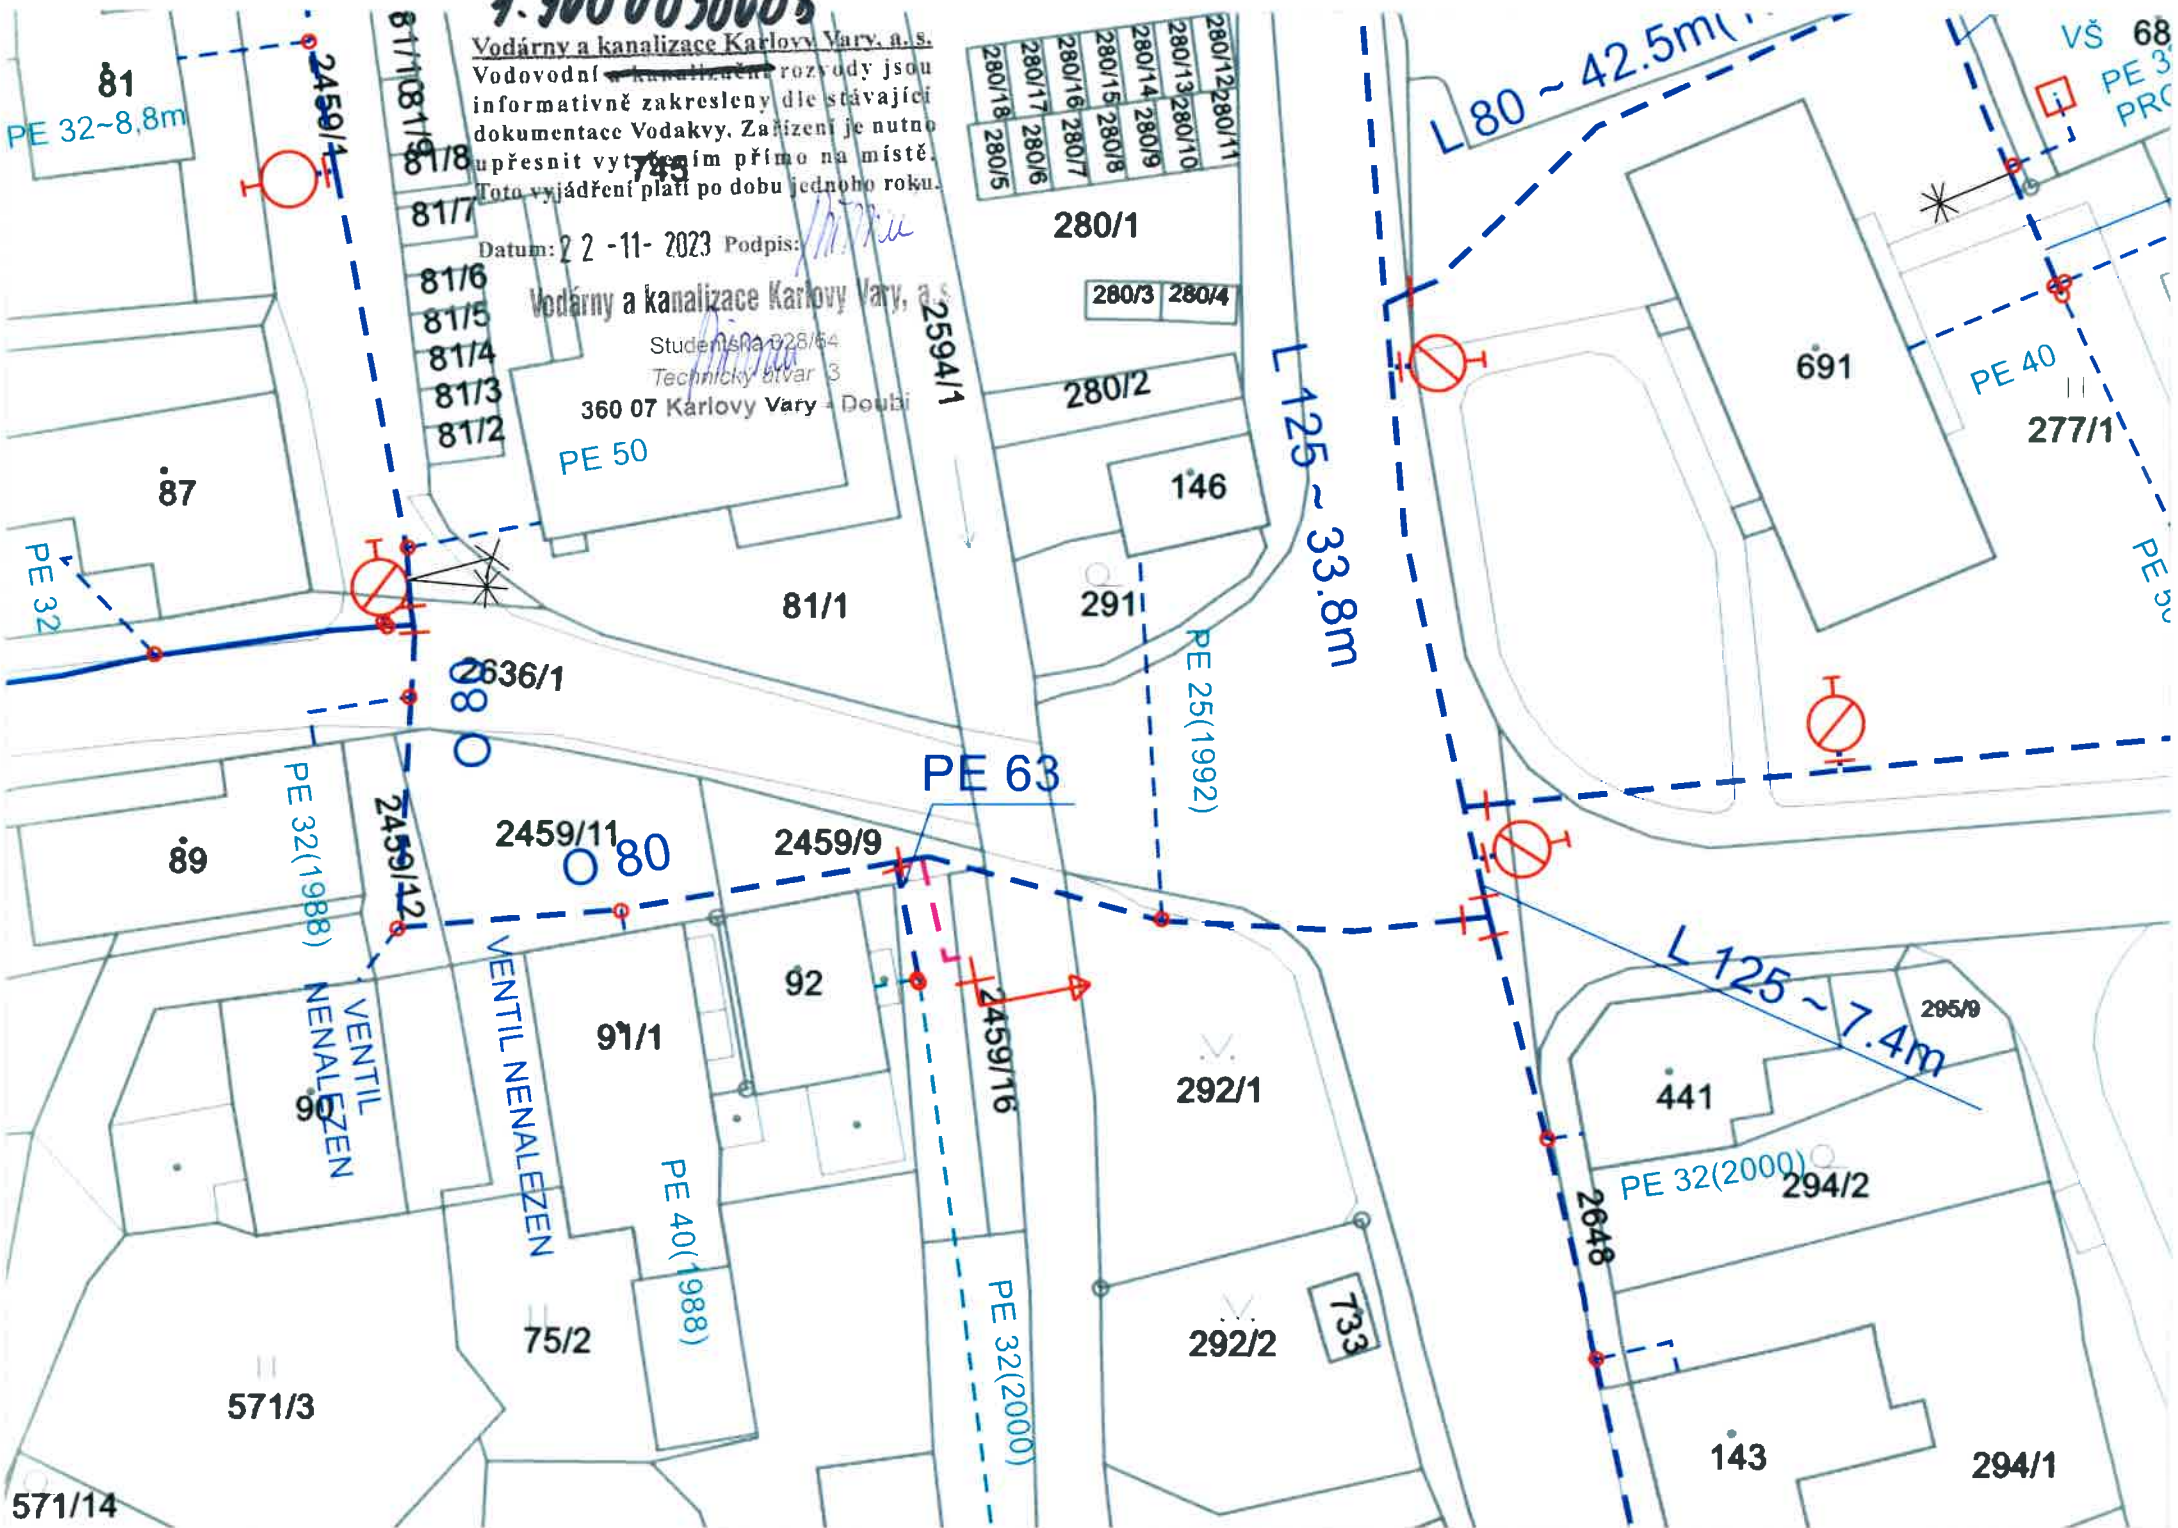 Vodárny a kanalizace Karlovy Vary, a. s.
Vodovodní a kanalizační rozvody jsou
informativně zakresleny dle stávající
dokumentace Vodakvy. Zařízení je nutno
upřesnit vytýčením přímo na místě.
Toto vyjádření platí po dobu jednoho roku.
Datum: 22 -11- 2023 Podpis:
Vodárny a kanalizace Karlovy Vary, a.s.
Studentská 328/64
Technický útvar 3
360 07 Karlovy Vary - Doubí
745
81
PE 32~8,8m
2459/1
81/10
81/9
81/8
81/7
81/6
81/5
81/4
81/3
81/2
PE 50
2594/1
280/18
280/17
280/16
280/15
280/14
280/13
280/12
280/5
280/6
280/7
280/8
280/9
280/10
280/11
280/1
280/3
280/4
280/2
146
291
L 80 ~ 42.5m
VŠ
68
PE 3
PRO
691
PE 40
277/1
PE 50
L 125 ~ 33.8m
87
PE 32
81/1
2636/1
O 80
PE 25(1992)
PE 63
89
PE 32(1988)
2459/12
2459/11
O 80
2459/9
92
91/1
90
VENTIL
NENALEZEN
VENTIL NENALEZEN
2459/16
292/1
L 125 ~ 7.4m
295/9
441
PE 32(2000)
294/2
2648
PE 40(1988)
75/2
PE 32(2000)
292/2
733
571/3
571/14
143
294/1